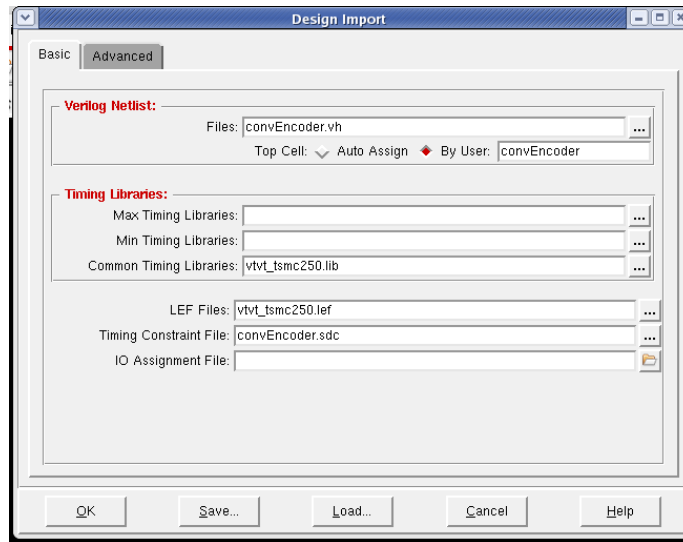 Design Import
Basic Advanced
Verilog Netlist:
Files: convEncoder.vh ...
Top Cell: Auto Assign By User: convEncoder
Timing Libraries:
Max Timing Libraries: ...
Min Timing Libraries: ...
Common Timing Libraries: vtvt_tsmc250.lib ...
LEF Files: vtvt_tsmc250.lef ...
Timing Constraint File: convEncoder.sdc ...
IO Assignment File:
OK Save... Load... Cancel Help